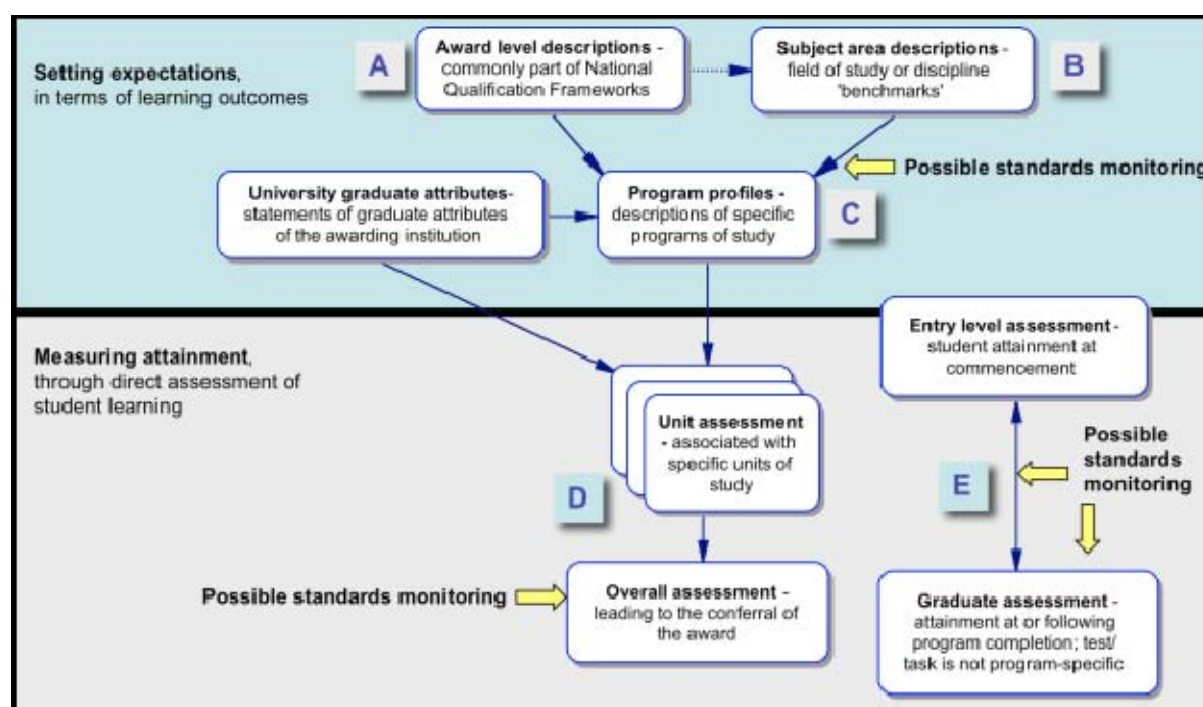 Setting expectations,
in terms of learning outcomes
A
Award level descriptions -
commonly part of National
Qualification Frameworks
Subject area descriptions -
field of study or discipline
'benchmarks'
B
Possible standards monitoring
University graduate attributes-
statements of graduate attributes
of the awarding institution
Program profiles -
descriptions of specific
programs of study
C
Measuring attainment,
through direct assessment of
student learning
Entry level assessment -
student attainment at
commencement
Unit assessment
- associated with
specific units of
study
D
E
Possible
standards
monitoring
Possible standards monitoring
Overall assessment -
leading to the conferral of
the award
Graduate assessment -
attainment at or following
program completion; test/
task is not program-specific